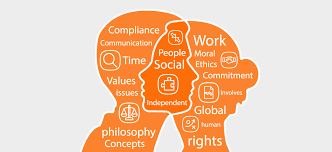 Compliance
Communication
Time
Values
issues
philosophy
Concepts
People
Social
Independent
Work
Moral
Ethics
Commitment
involves
Global
human
rights